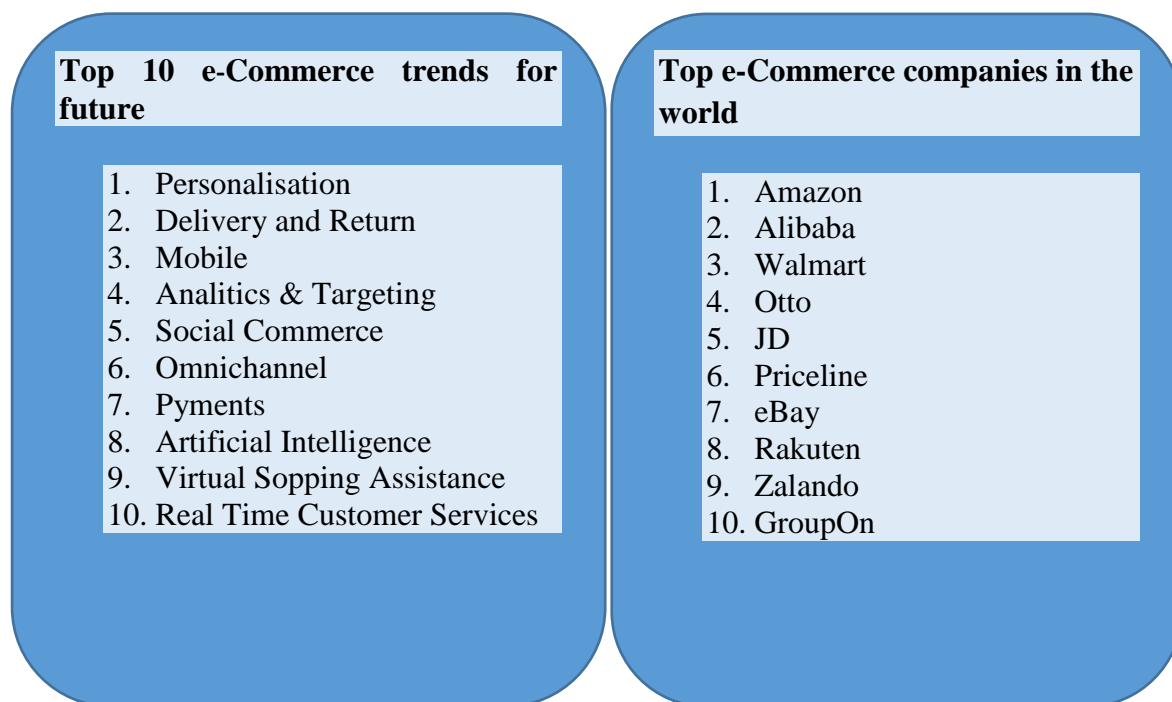 Top 10 e-Commerce trends for
future
1. Personalisation
2. Delivery and Return
3. Mobile
4. Analitics & Targeting
5. Social Commerce
6. Omnichannel
7. Pyments
8. Artificial Intelligence
9. Virtual Sopping Assistance
10. Real Time Customer Services
Top e-Commerce companies in the
world
1. Amazon
2. Alibaba
3. Walmart
4. Otto
5. JD
6. Priceline
7. eBay
8. Rakuten
9. Zalando
10. GroupOn